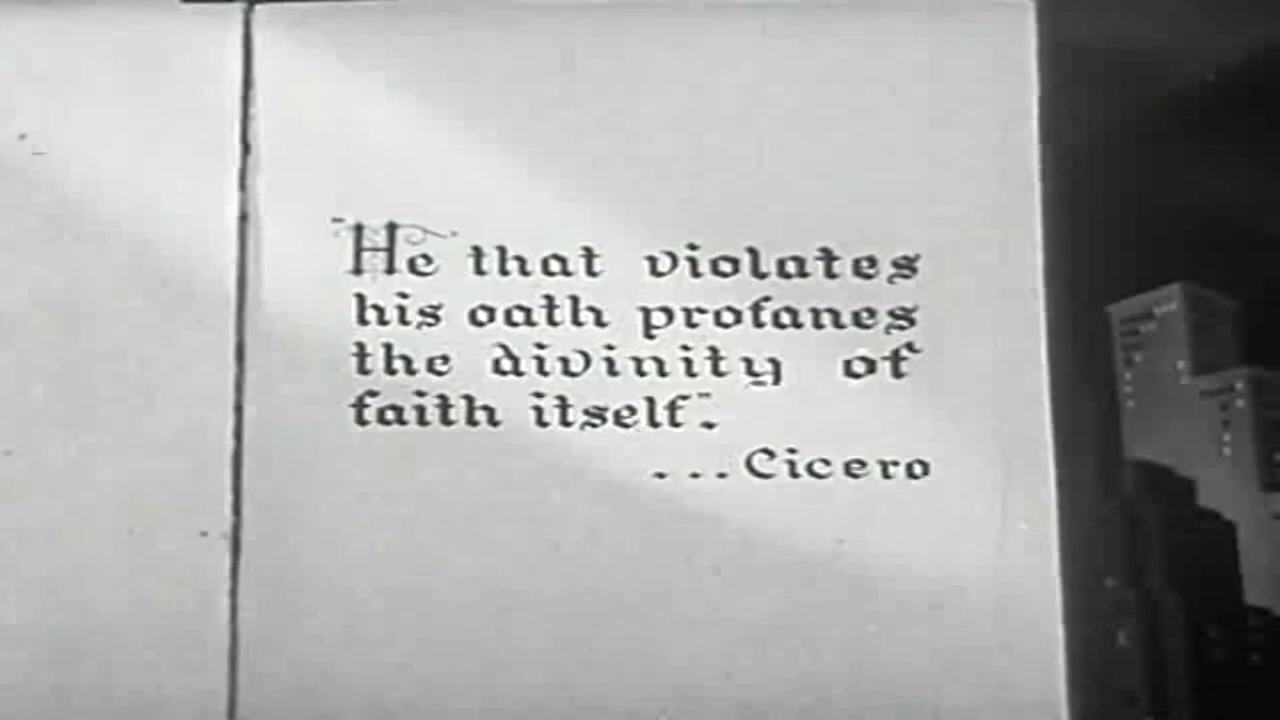 "He that violates
his oath profanes
the divinity of
faith itself".
...Cicero